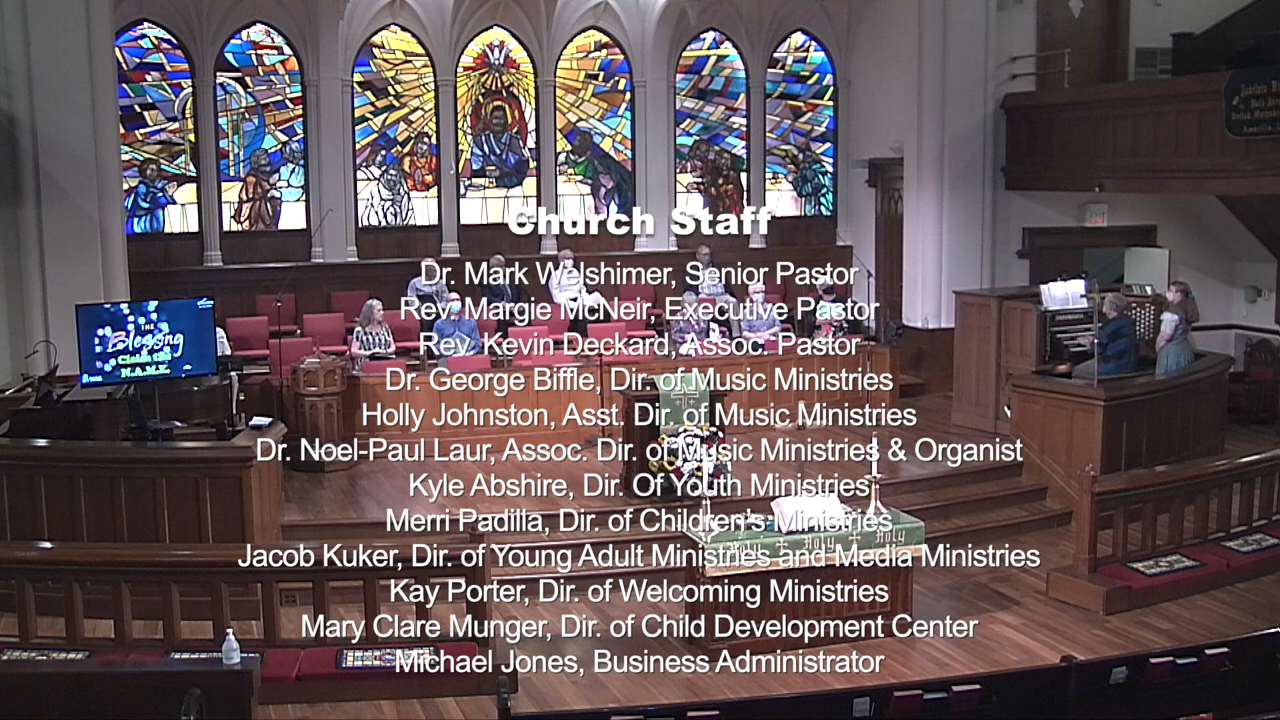 Church Staff
Dr. Mark Welshimer, Senior Pastor
Rev. Margie McNeir, Executive Pastor
Rev. Kevin Deckard, Assoc. Pastor
Dr. George Biffle, Dir. of Music Ministries
Holly Johnston, Asst. Dir. of Music Ministries
Dr. Noel-Paul Laur, Assoc. Dir. of Music Ministries & Organist
Kyle Abshire, Dir. Of Youth Ministries
Merri Padilla, Dir. of Children's Ministries
Jacob Kuker, Dir. of Young Adult Ministries and Media Ministries
Kay Porter, Dir. of Welcoming Ministries
Mary Clare Munger, Dir. of Child Development Center
Michael Jones, Business Administrator
THE
Blessing
N.A.M.E.
Holy Holy Holy